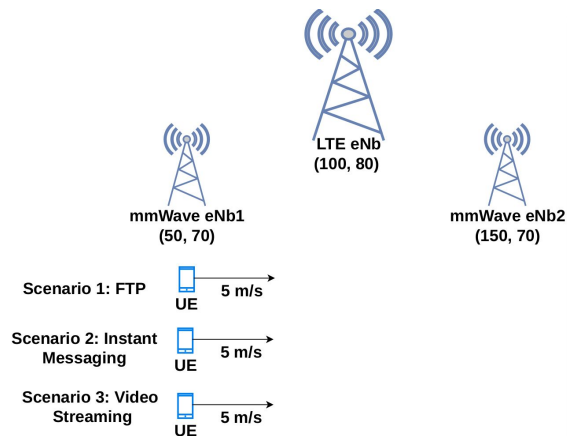 LTE eNb
(100, 80)
mmWave eNb1
(50, 70)
mmWave eNb2
(150, 70)
Scenario 1: FTP
5 m/s
UE
Scenario 2: Instant
Messaging
5 m/s
UE
Scenario 3: Video
Streaming
5 m/s
UE